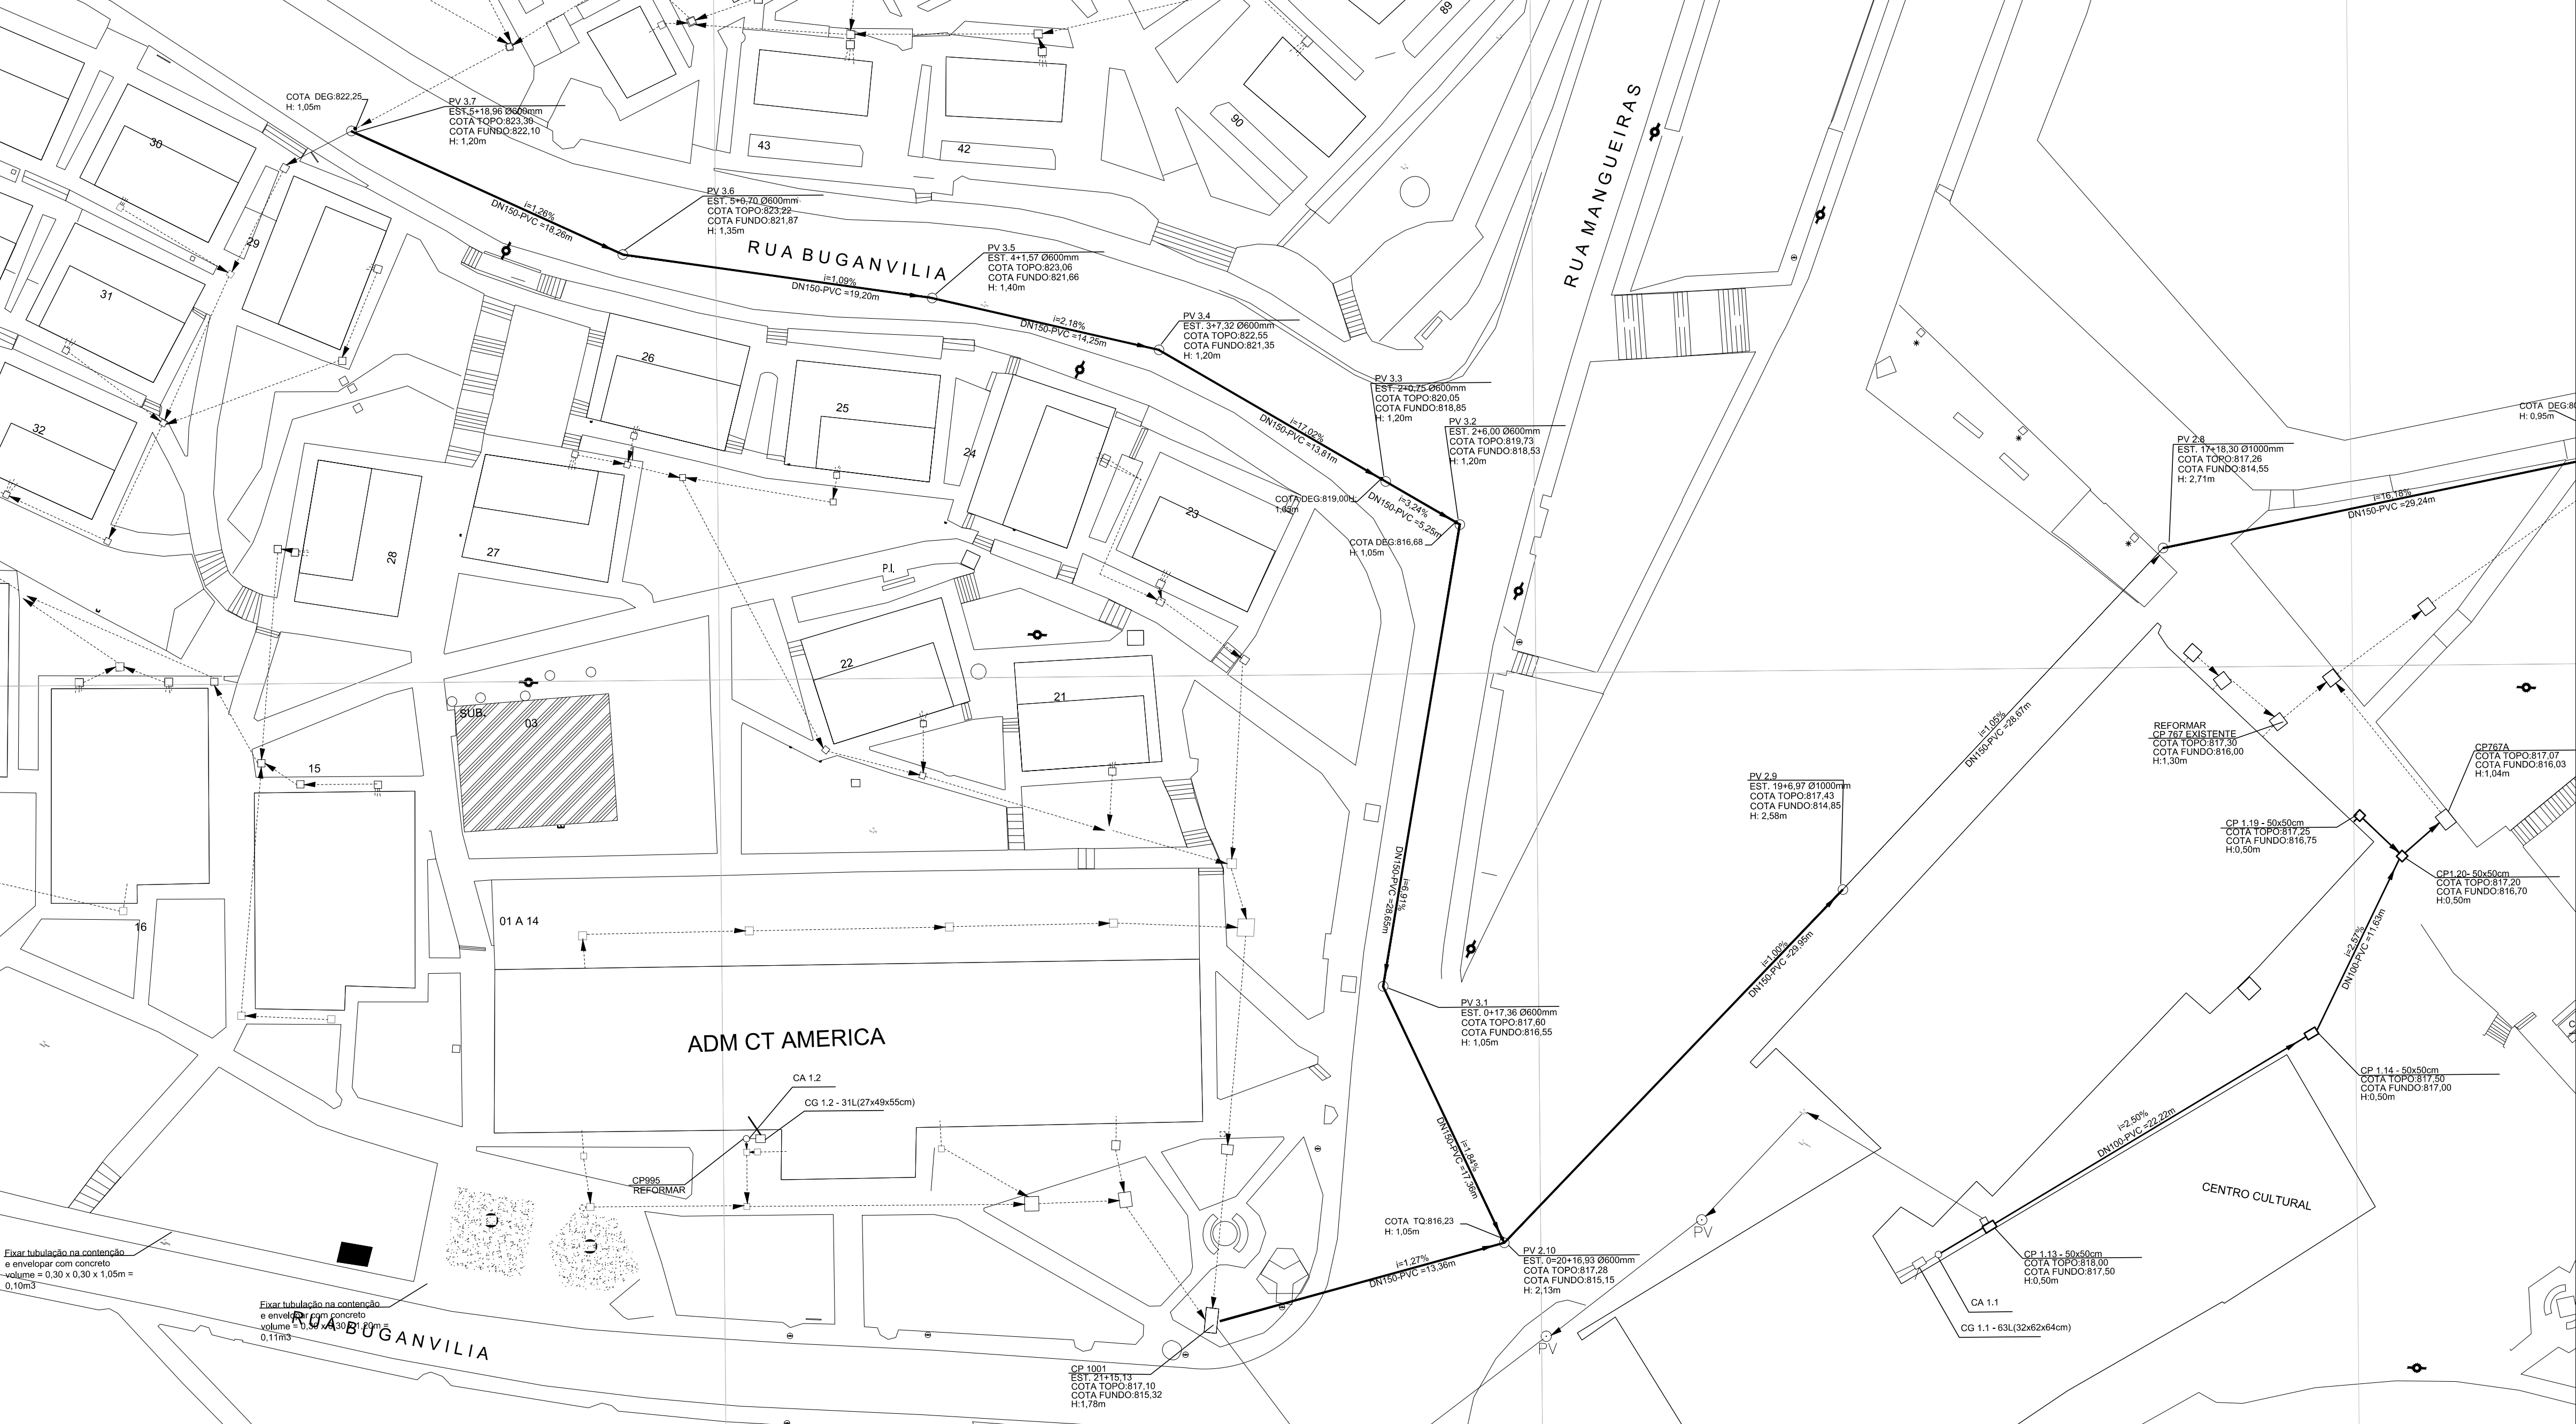 89
COTA DEG:822,25
H: 1,05m
PV 3.7
EST.5+18,96 Ø600mm
COTA TOPO:823,30
COTA FUNDO:822,10
H: 1,20m
30
43
42
90
RUA MANGUEIRAS
PV 3.6
EST. 5+0,70 Ø600mm
COTA TOPO:823,22
COTA FUNDO:821,87
H: 1,35m
i=1,26%
DN150-PVC =18,26m
29
RUA BUGANVILIA
PV 3.5
EST. 4+1,57 Ø600mm
COTA TOPO:823,06
COTA FUNDO:821,66
H: 1,40m
i=1,09%
DN150-PVC =19,20m
31
i=2,18%
DN150-PVC =14,25m
PV 3.4
EST. 3+7,32 Ø600mm
COTA TOPO:822,55
COTA FUNDO:821,35
H: 1,20m
26
25
24
32
PV 3.3
EST. 2+0,75 Ø600mm
COTA TOPO:820,05
COTA FUNDO:818,85
H: 1,20m
i=17,02%
DN150-PVC =13,81m
PV 3.2
EST. 2+6,00 Ø600mm
COTA TOPO:819,73
COTA FUNDO:818,53
H: 1,20m
COTA DEG:80
H: 0,95m
PV 2.8
EST. 17+18,30 Ø1000mm
COTA TOPO:817,26
COTA FUNDO:814,55
H: 2,71m
i=16,18%
DN150-PVC =29,24m
COTA DEG:819,00H:
1,05m
i=3,24%
DN150-PVC =5,25m
COTA DEG:816,68
H: 1,05m
23
27
28
P.I.
22
21
SUB.
03
15
16
REFORMAR
CP 767 EXISTENTE
COTA TOPO:817,30
COTA FUNDO:816,00
H:1,30m
i=1,05%
DN150-PVC =28,67m
CP767A
COTA TOPO:817,07
COTA FUNDO:816,03
H:1,04m
PV 2.9
EST. 19+6,97 Ø1000mm
COTA TOPO:817,43
COTA FUNDO:814,85
H: 2,58m
CP 1.19 - 50x50cm
COTA TOPO:817,25
COTA FUNDO:816,75
H:0,50m
CP1.20- 50x50cm
COTA TOPO:817,20
COTA FUNDO:816,70
H:0,50m
i=6,91%
DN150-PVC =28,65m
01 A 14
i=1,00%
DN150-PVC =29,95m
i=2,57%
DN100-PVC =11,63m
PV 3.1
EST. 0+17,36 Ø600mm
COTA TOPO:817,60
COTA FUNDO:816,55
H: 1,05m
ADM CT AMERICA
CA 1.2
CG 1.2 - 31L(27x49x55cm)
CP 1.14 - 50x50cm
COTA TOPO:817,50
COTA FUNDO:817,00
H:0,50m
i=2,50%
DN100-PVC =22,22m
CP995
REFORMAR
i=1,84%
DN150-PVC =17,36m
CENTRO CULTURAL
COTA TQ:816,23
H: 1,05m
PV
PV 2.10
EST. 0=20+16,93 Ø600mm
COTA TOPO:817,28
COTA FUNDO:815,15
H: 2,13m
CP 1.13 - 50x50cm
COTA TOPO:818,00
COTA FUNDO:817,50
H:0,50m
i=1,27%
DN150-PVC =13,36m
Fixar tubulação na contenção
e envelopar com concreto
volume = 0,30 x 0,30 x 1,05m =
0,10m3
Fixar tubulação na contenção
e envelopar com concreto
volume = 0,30 x 0,30 x 1,20m =
0,11m3
RUA BUGANVILIA
CA 1.1
CG 1.1 - 63L(32x62x64cm)
PV
CP 1001
EST. 21+15,13
COTA TOPO:817,10
COTA FUNDO:815,32
H:1,78m